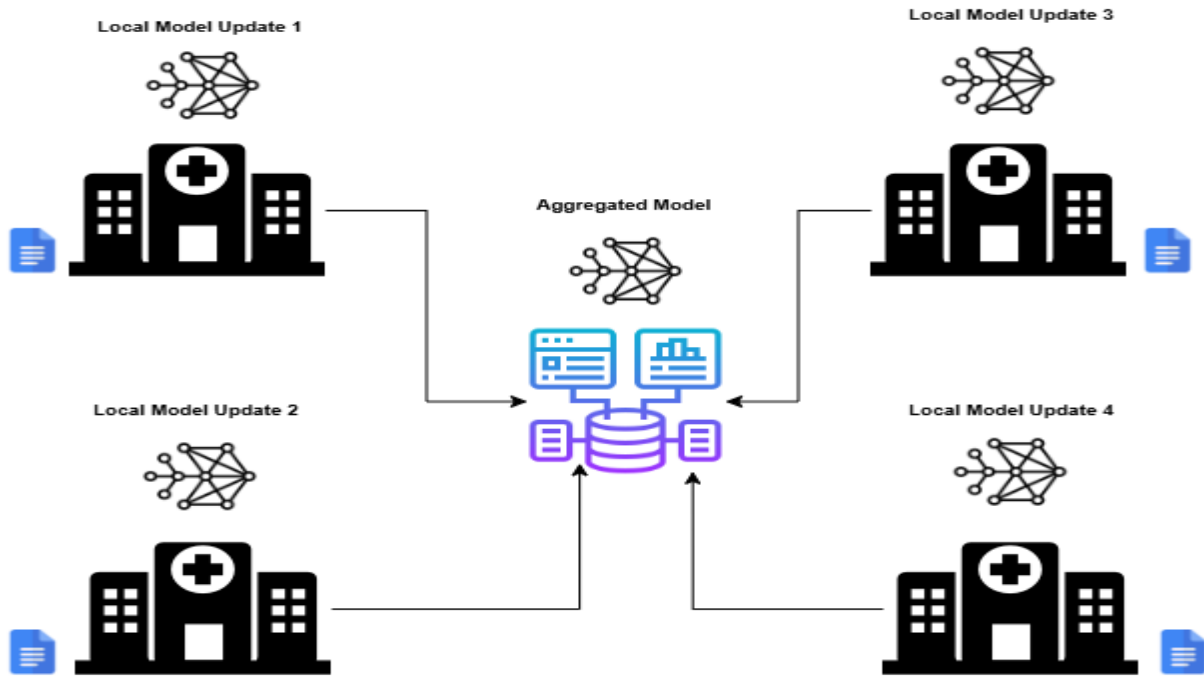 Local Model Update 1
Local Model Update 3
Aggregated Model
Local Model Update 2
Local Model Update 4